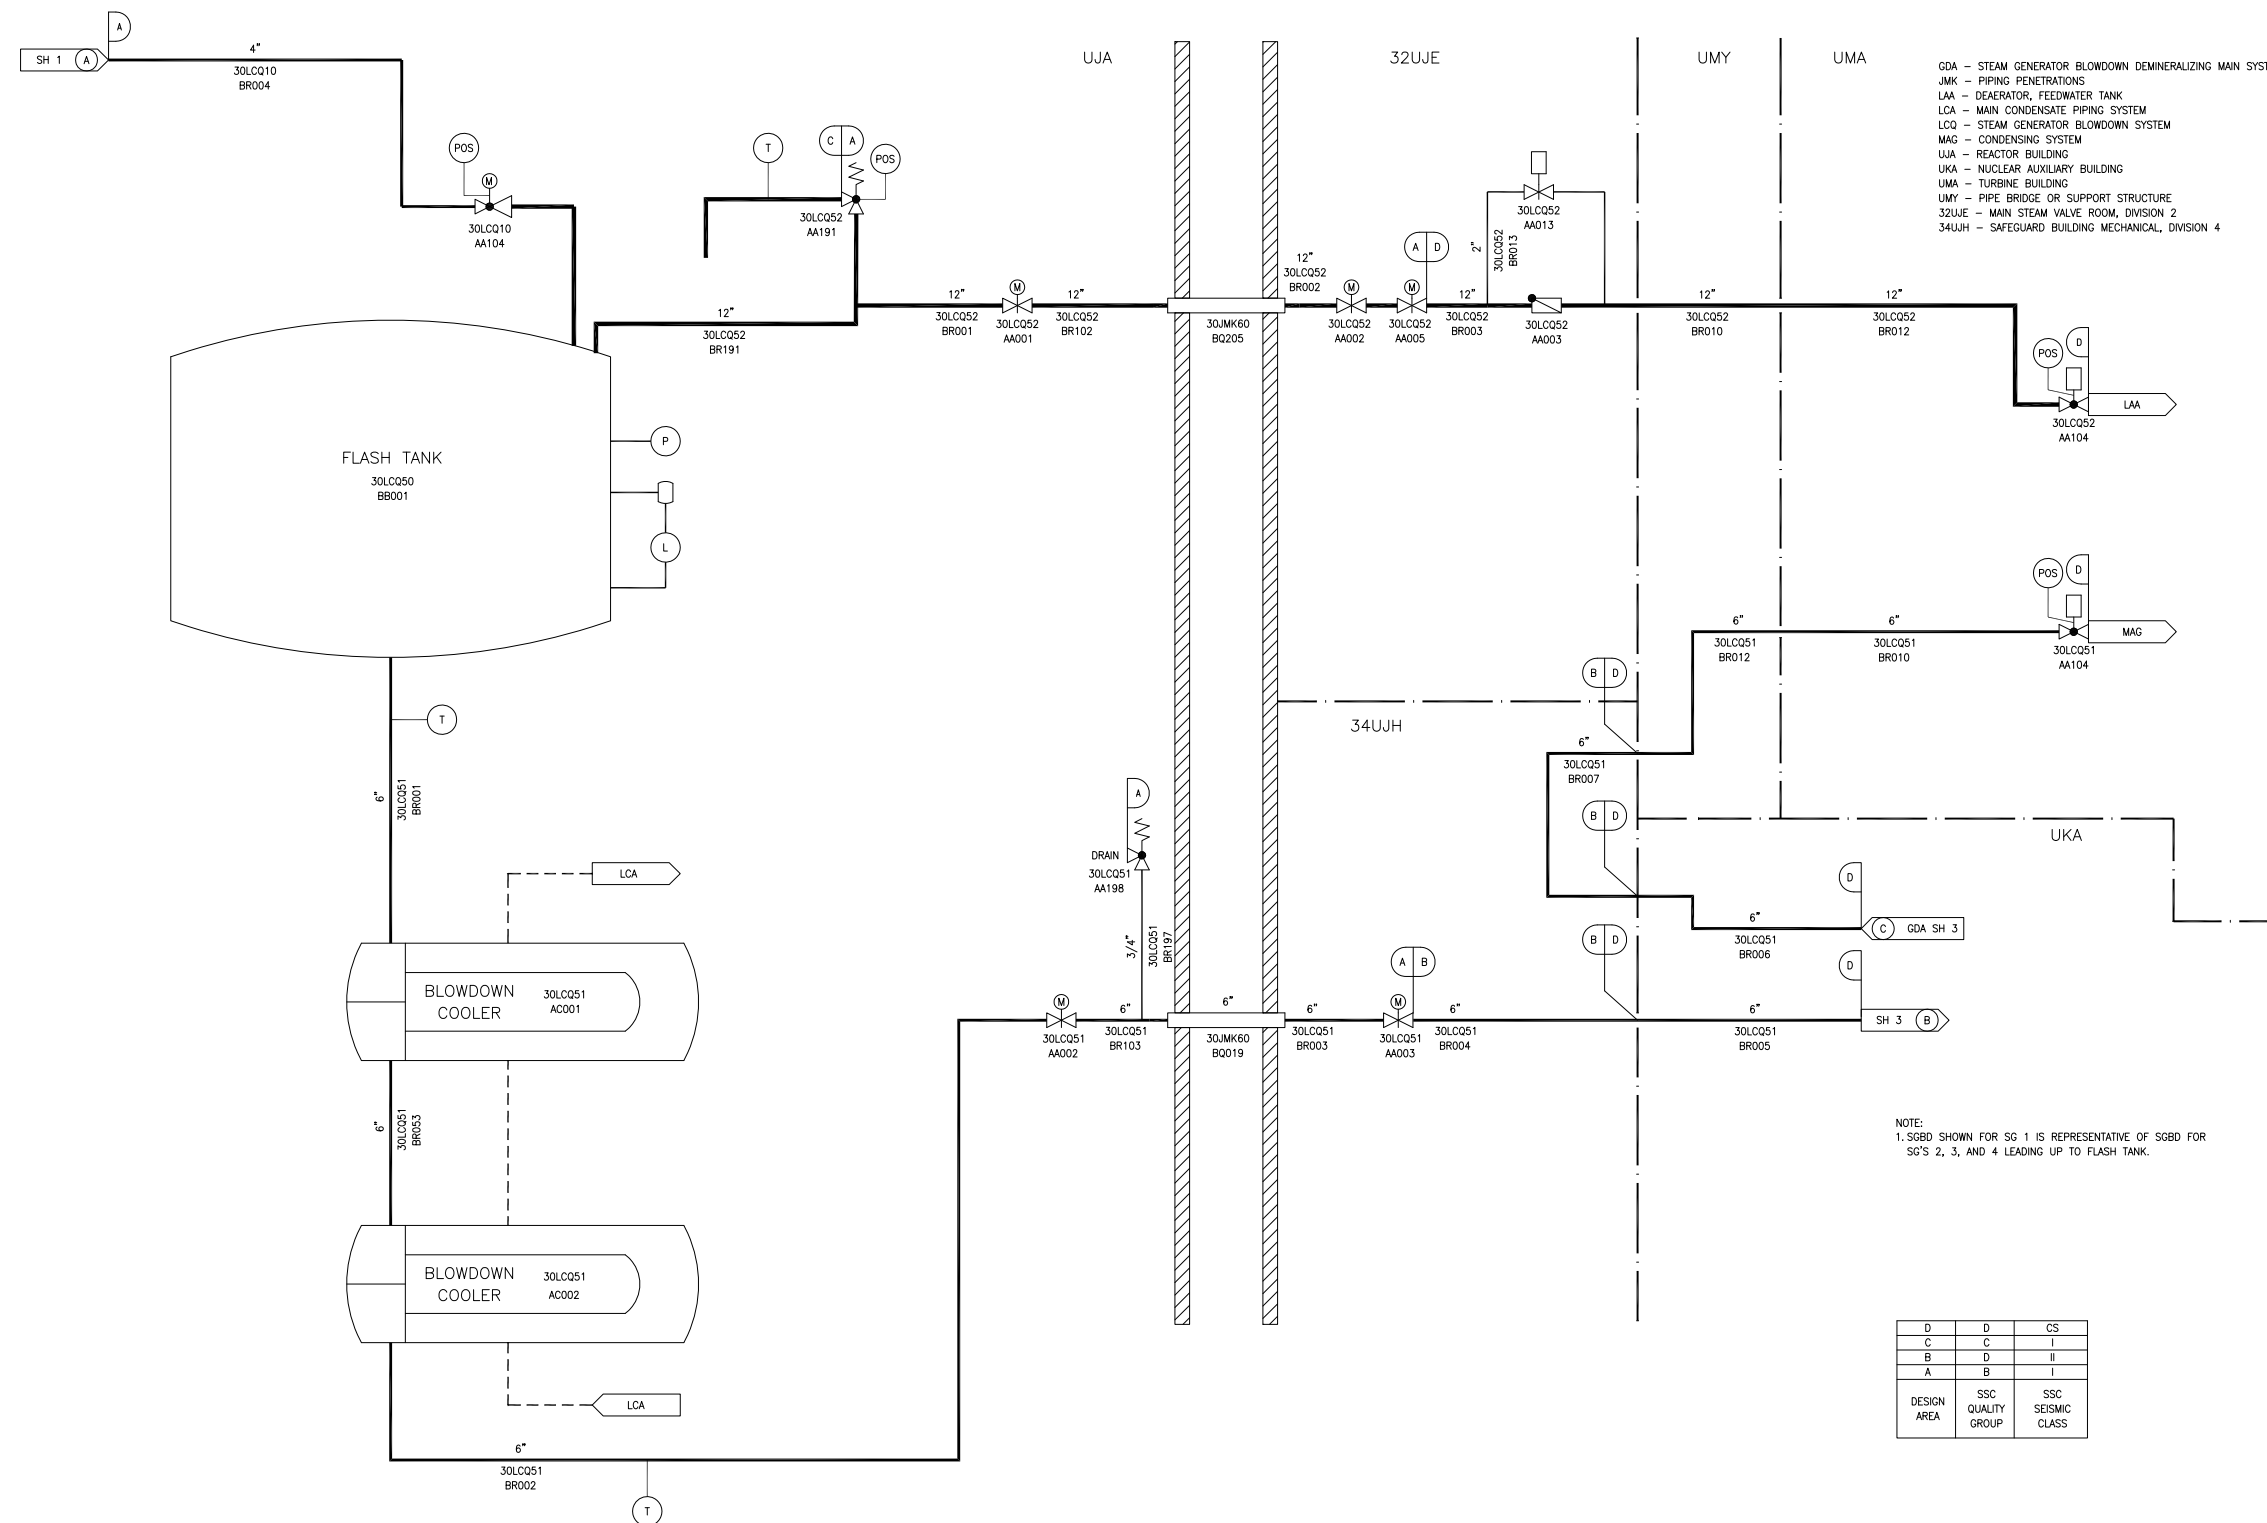 A
SH 1 A
4"
30LCQ10
BR004
POS
M
30LCQ10
AA104
T
C A
POS
30LCQ52
AA191
12"
30LCQ52
BR191
UJA
32UJE
UMY
UMA
GDA – STEAM GENERATOR BLOWDOWN DEMINERALIZING MAIN SYST
JMK – PIPING PENETRATIONS
LAA – DEAERATOR, FEEDWATER TANK
LCA – MAIN CONDENSATE PIPING SYSTEM
LCQ – STEAM GENERATOR BLOWDOWN SYSTEM
MAG – CONDENSING SYSTEM
UJA – REACTOR BUILDING
UKA – NUCLEAR AUXILIARY BUILDING
UMA – TURBINE BUILDING
UMY – PIPE BRIDGE OR SUPPORT STRUCTURE
32UJE – MAIN STEAM VALVE ROOM, DIVISION 2
34UJH – SAFEGUARD BUILDING MECHANICAL, DIVISION 4
12"
30LCQ52
BR001
M
30LCQ52
AA001
12"
30LCQ52
BR102
30JMK60
BQ205
12"
30LCQ52
BR002
M
30LCQ52
AA002
A D
M
30LCQ52
AA005
12"
30LCQ52
BR003
2"
30LCQ52
BR013
30LCQ52
AA013
30LCQ52
AA003
12"
30LCQ52
BR010
12"
30LCQ52
BR012
POS
D
LAA
30LCQ52
AA104
FLASH TANK
30LCQ50
BB001
P
L
T
6"
30LCQ51
BR001
POS
D
MAG
30LCQ51
AA104
6"
30LCQ51
BR012
6"
30LCQ51
BR010
34UJH
B D
6"
30LCQ51
BR007
B D
UKA
D
C GDA SH 3
6"
30LCQ51
BR006
B D
D
SH 3 B
6"
30LCQ51
BR005
A
DRAIN
30LCQ51
AA198
3/4"
30LCQ51
BR197
M
30LCQ51
AA002
6"
30LCQ51
BR103
6"
30JMK60
BQ019
6"
30LCQ51
BR003
A B
M
30LCQ51
AA003
6"
30LCQ51
BR004
LCA
BLOWDOWN
COOLER
30LCQ51
AC001
6"
30LCQ51
BR053
BLOWDOWN
COOLER
30LCQ51
AC002
LCA
6"
30LCQ51
BR002
T
NOTE:
1. SGBD SHOWN FOR SG 1 IS REPRESENTATIVE OF SGBD FOR
SG'S 2, 3, AND 4 LEADING UP TO FLASH TANK.
D D CS
C C I
B D II
A B I
DESIGN
AREA
SSC
QUALITY
GROUP
SSC
SEISMIC
CLASS